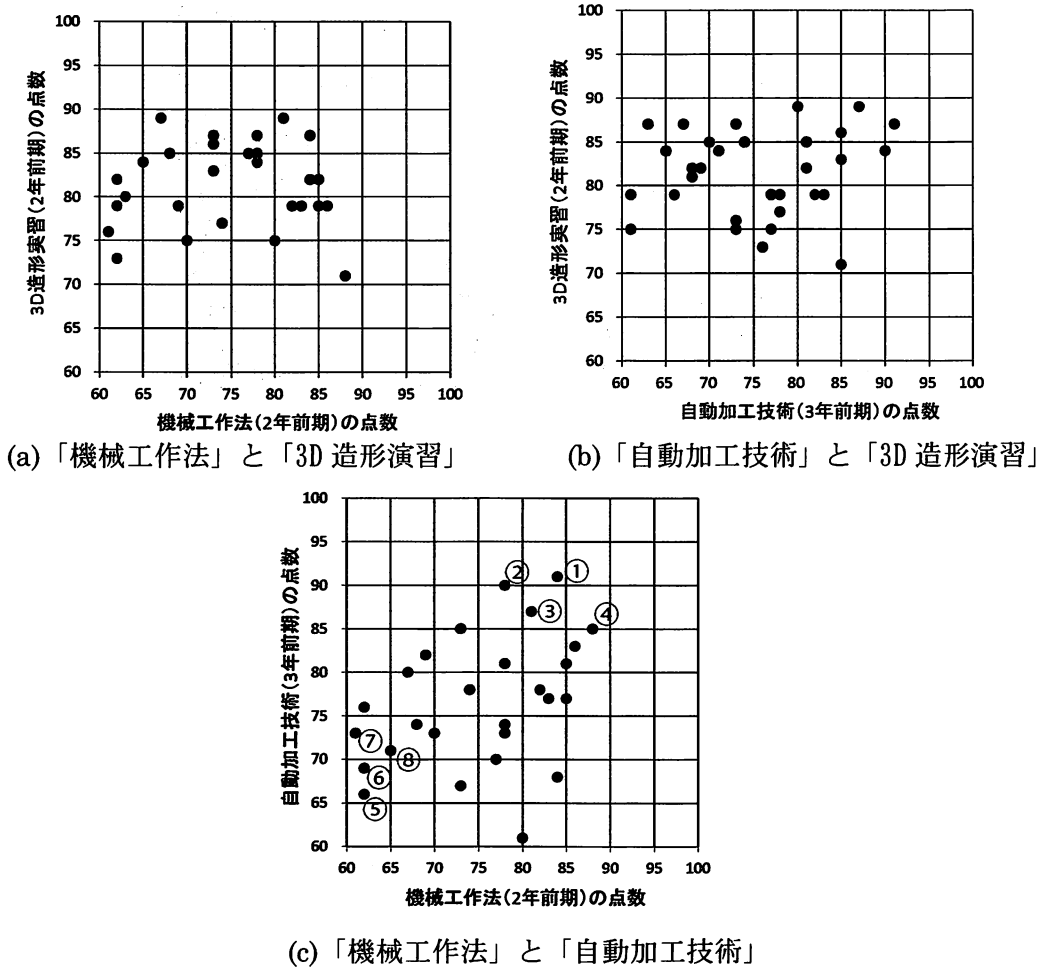 100
95
90
85
80
75
70
65
60
3D造形実習(2年前期)の点数
60 65 70 75 80 85 90 95 100
機械工作法(2年前期)の点数
(a)「機械工作法」と「3D 造形演習」
100
95
90
85
80
75
70
65
60
3D造形実習(2年前期)の点数
60 65 70 75 80 85 90 95 100
自動加工技術(3年前期)の点数
(b)「自動加工技術」と「3D 造形演習」
100
95
90
85
80
75
70
65
60
自動加工技術(3年前期)の点数
② ①
③ ④
⑦
⑧
⑥
⑤
60 65 70 75 80 85 90 95 100
機械工作法(2年前期)の点数
(c)「機械工作法」と「自動加工技術」